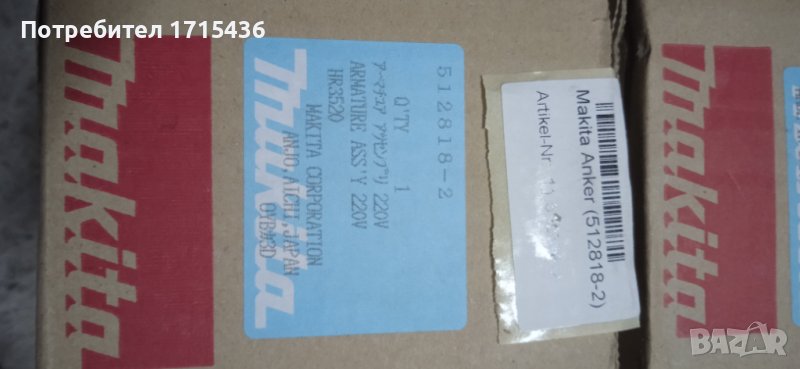 Потребител 1715436
makita
512818-2
Q'TY 1
アーマチュア アッセンブリ 220V
ARMATURE ASS'Y 220V
HR3520
MAKITA CORPORATION
ANJO, AICHI, JAPAN
makita
Makita Anker (512818-2)
Artikel-Nr.
makita
BAZAR